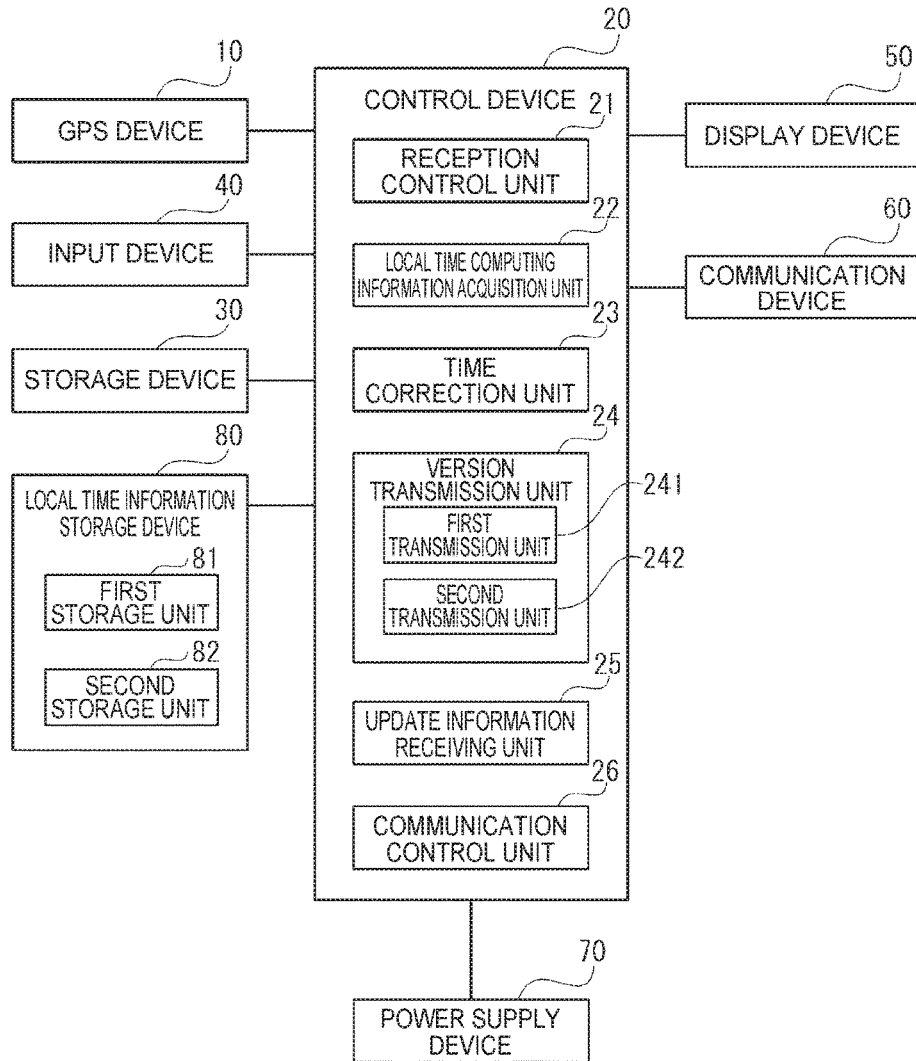 20
CONTROL DEVICE
10
GPS DEVICE
40
INPUT DEVICE
30
STORAGE DEVICE
80
LOCAL TIME INFORMATION
STORAGE DEVICE
81
FIRST
STORAGE UNIT
82
SECOND
STORAGE UNIT
21
RECEPTION
CONTROL UNIT
22
LOCAL TIME COMPUTING
INFORMATION ACQUISITION UNIT
23
TIME
CORRECTION UNIT
24
VERSION
TRANSMISSION UNIT
241
FIRST
TRANSMISSION UNIT
242
SECOND
TRANSMISSION UNIT
25
UPDATE INFORMATION
RECEIVING UNIT
26
COMMUNICATION
CONTROL UNIT
50
DISPLAY DEVICE
60
COMMUNICATION
DEVICE
70
POWER SUPPLY
DEVICE